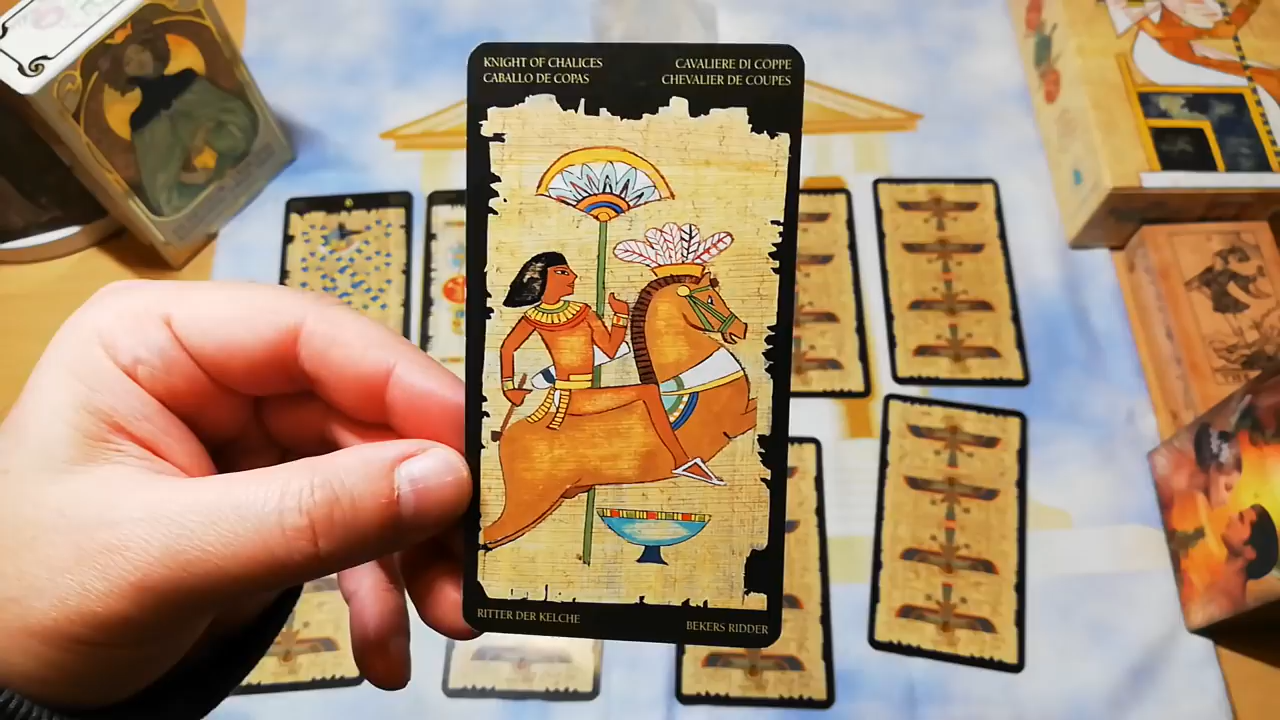 KNIGHT OF CHALICES
CABALLO DE COPAS
CAVALIERE DI COPPE
CHEVALIER DE COUPES
RITTER DER KELCHE
BEKERS RIDDER